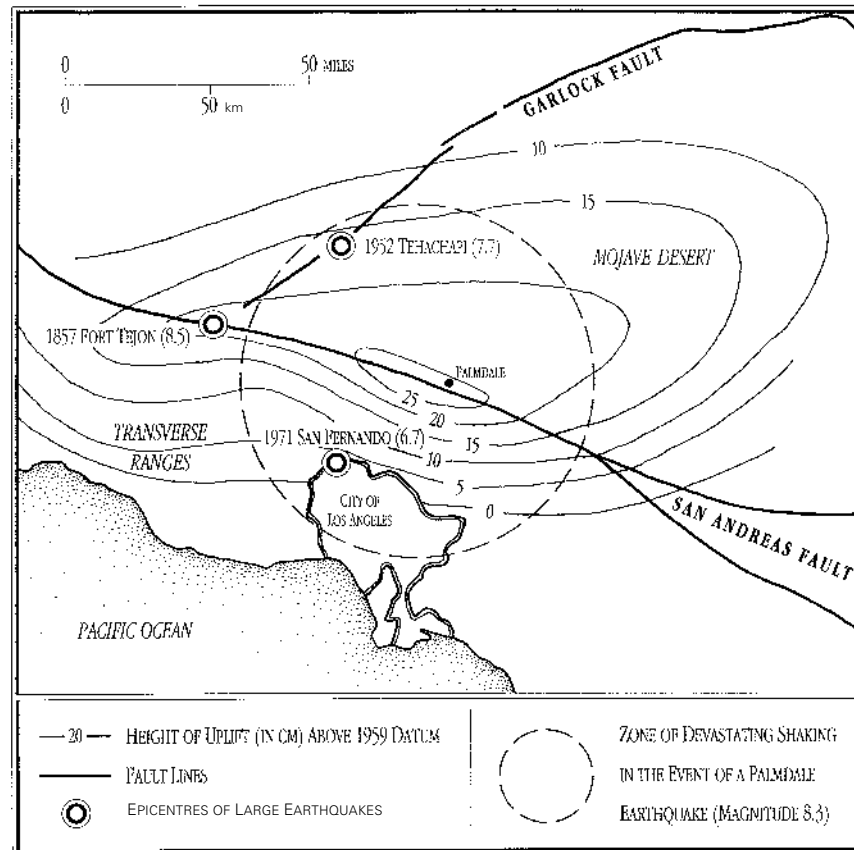 0 50 MILES
0 50 km
GARLOCK FAULT
10
15
1952 TEHACHAPI (7.7)
MOJAVE DESERT
1857 FORT TEJON (8.5)
PALMDALE
25
20
TRANSVERSE
RANGES
1971 SAN FERNANDO (6.7)
15
10
5
0
CITY OF
LOS ANGELES
SAN ANDREAS FAULT
PACIFIC OCEAN
20 HEIGHT OF UPLIFT (IN CM) ABOVE 1959 DATUM
FAULT LINES
EPICENTRES OF LARGE EARTHQUAKES
ZONE OF DEVASTATING SHAKING
IN THE EVENT OF A PALMDALE
EARTHQUAKE (MAGNITUDE 8.3)